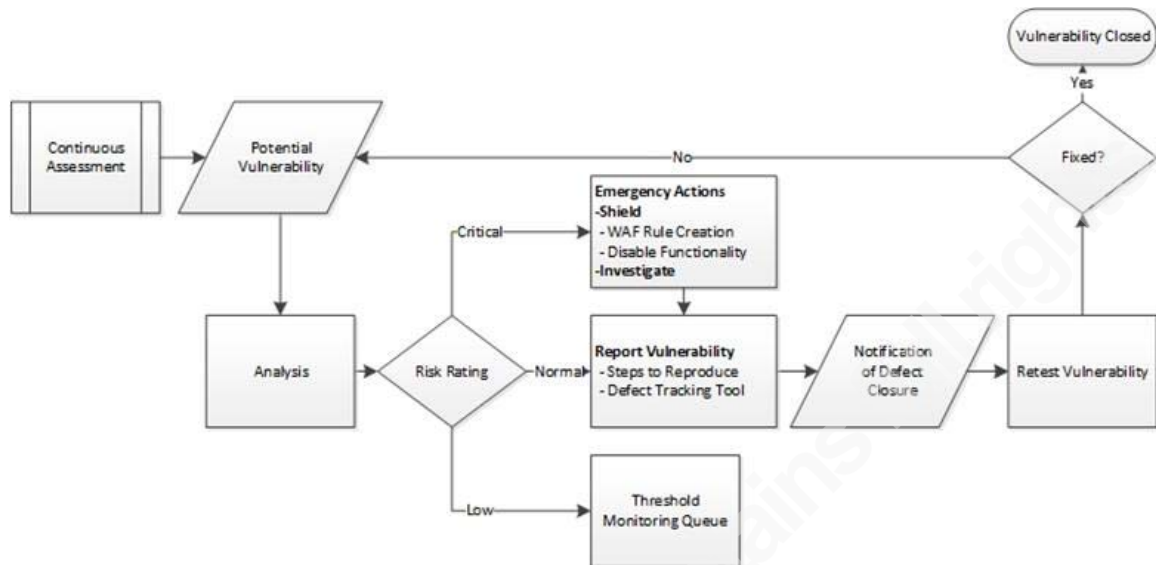 Vulnerability Closed
Yes
Continuous
Assessment
Potential
Vulnerability
No
Fixed?
Emergency Actions
-Shield
- WAF Rule Creation
- Disable Functionality
-Investigate
Critical
Analysis
Risk Rating
Normal
Report Vulnerability
- Steps to Reproduce
- Defect Tracking Tool
Notification
of Defect
Closure
Retest Vulnerability
Low
Threshold
Monitoring Queue
ains